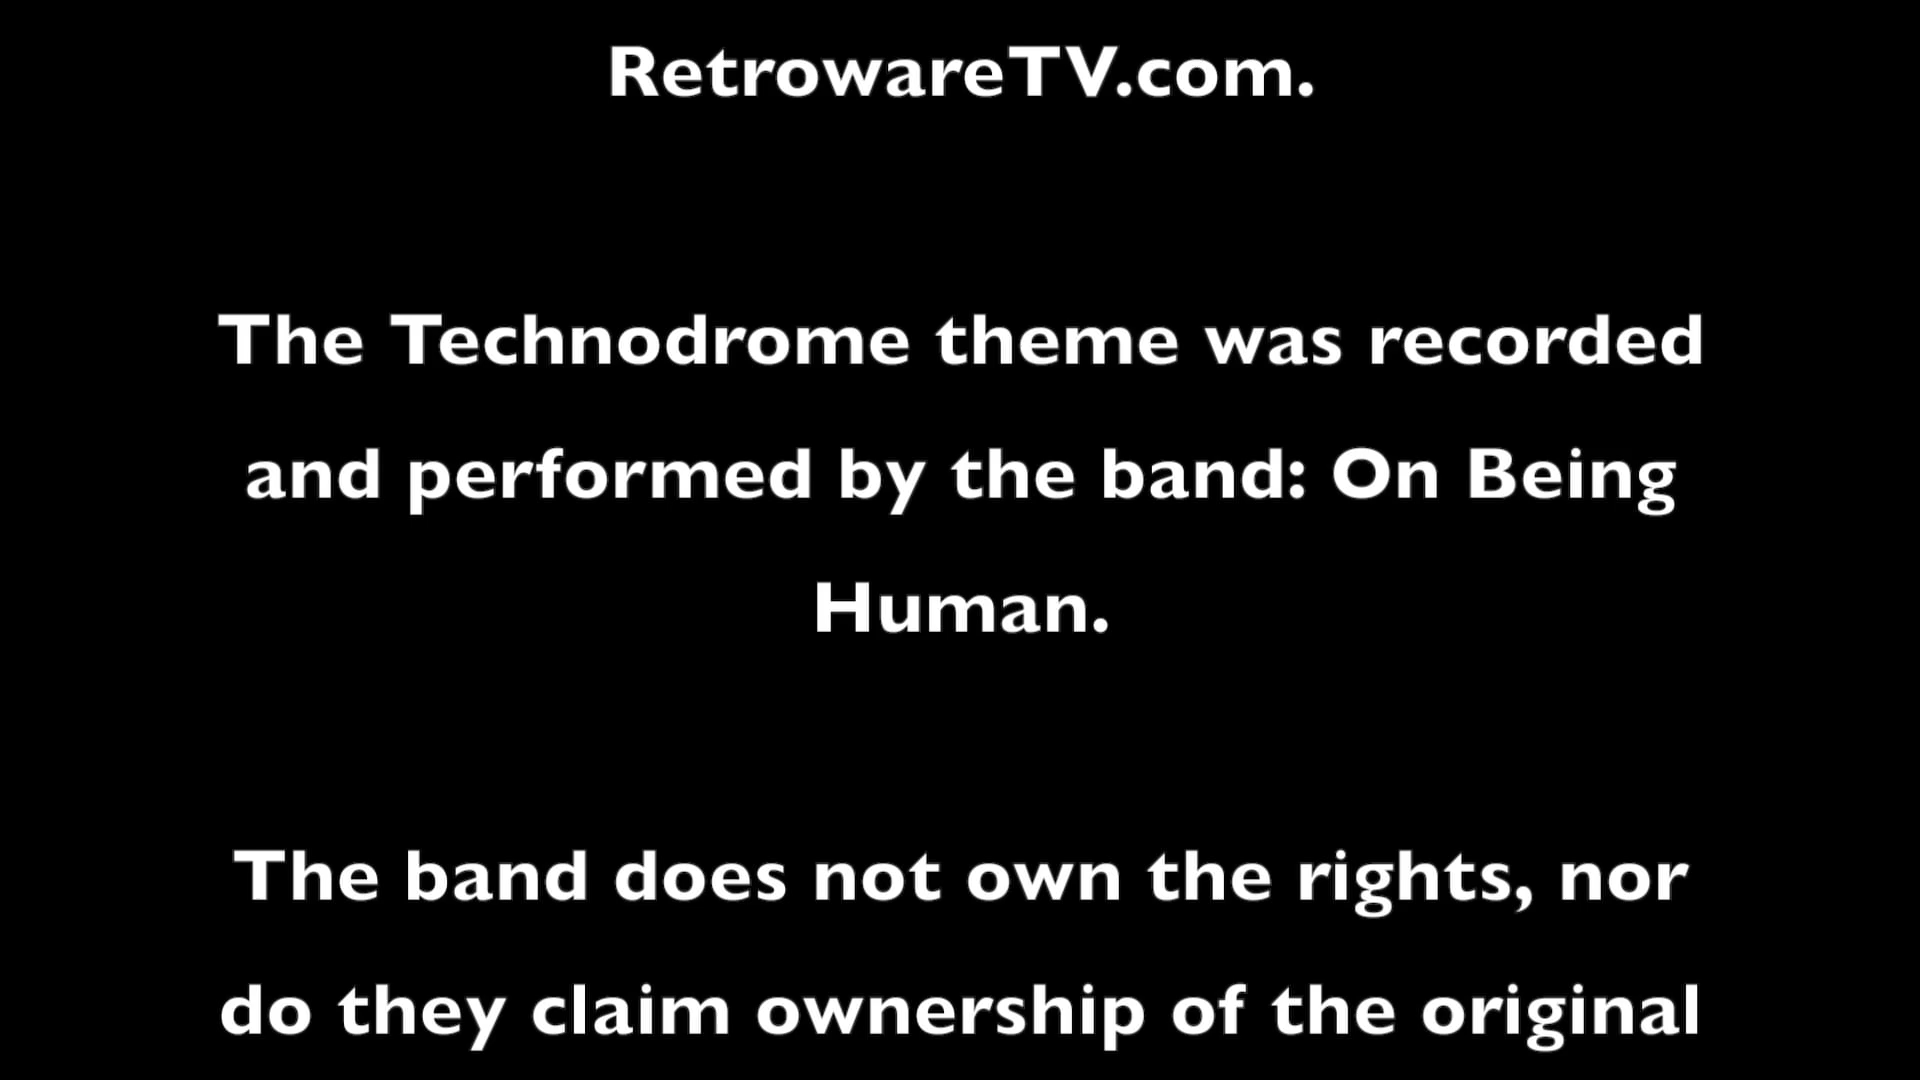 RetrowareTV.com.
The Technodrome theme was recorded
and performed by the band: On Being
Human.
The band does not own the rights, nor
do they claim ownership of the original